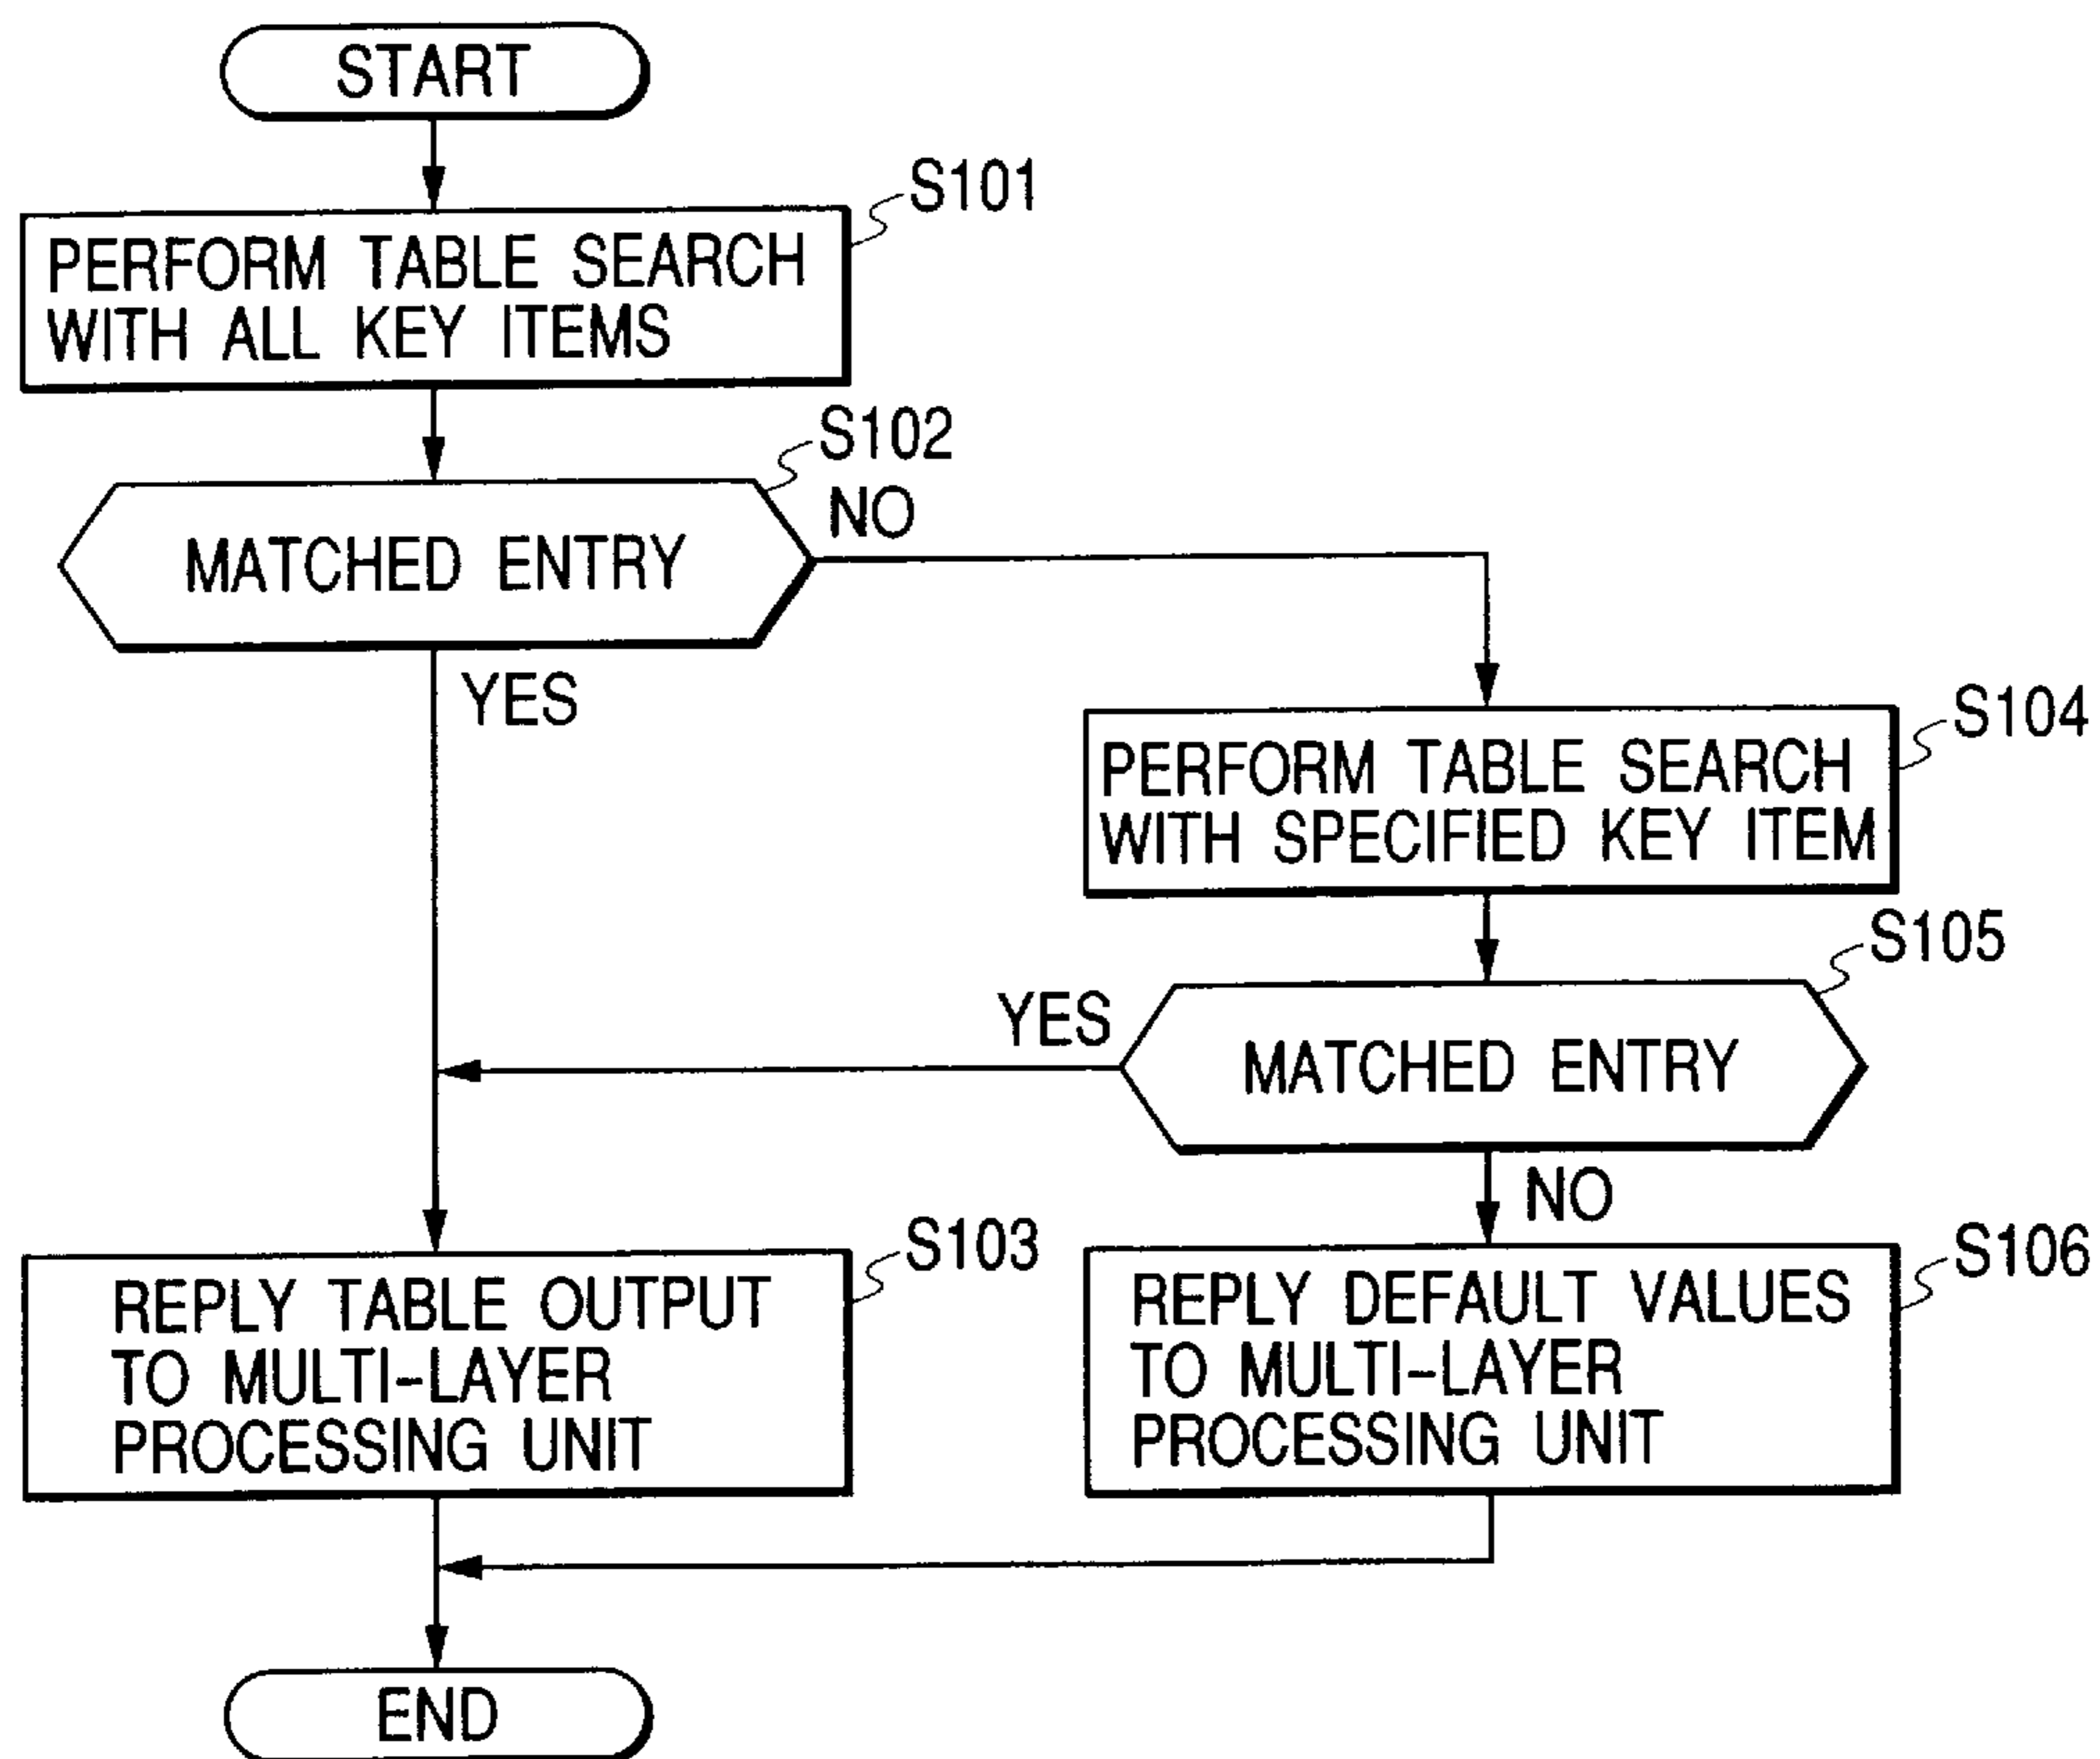 START
S101
PERFORM TABLE SEARCH
WITH ALL KEY ITEMS
S102
NO
MATCHED ENTRY
YES
S104
PERFORM TABLE SEARCH
WITH SPECIFIED KEY ITEM
S105
YES
MATCHED ENTRY
NO
S103
REPLY TABLE OUTPUT
TO MULTI-LAYER
PROCESSING UNIT
S106
REPLY DEFAULT VALUES
TO MULTI-LAYER
PROCESSING UNIT
END